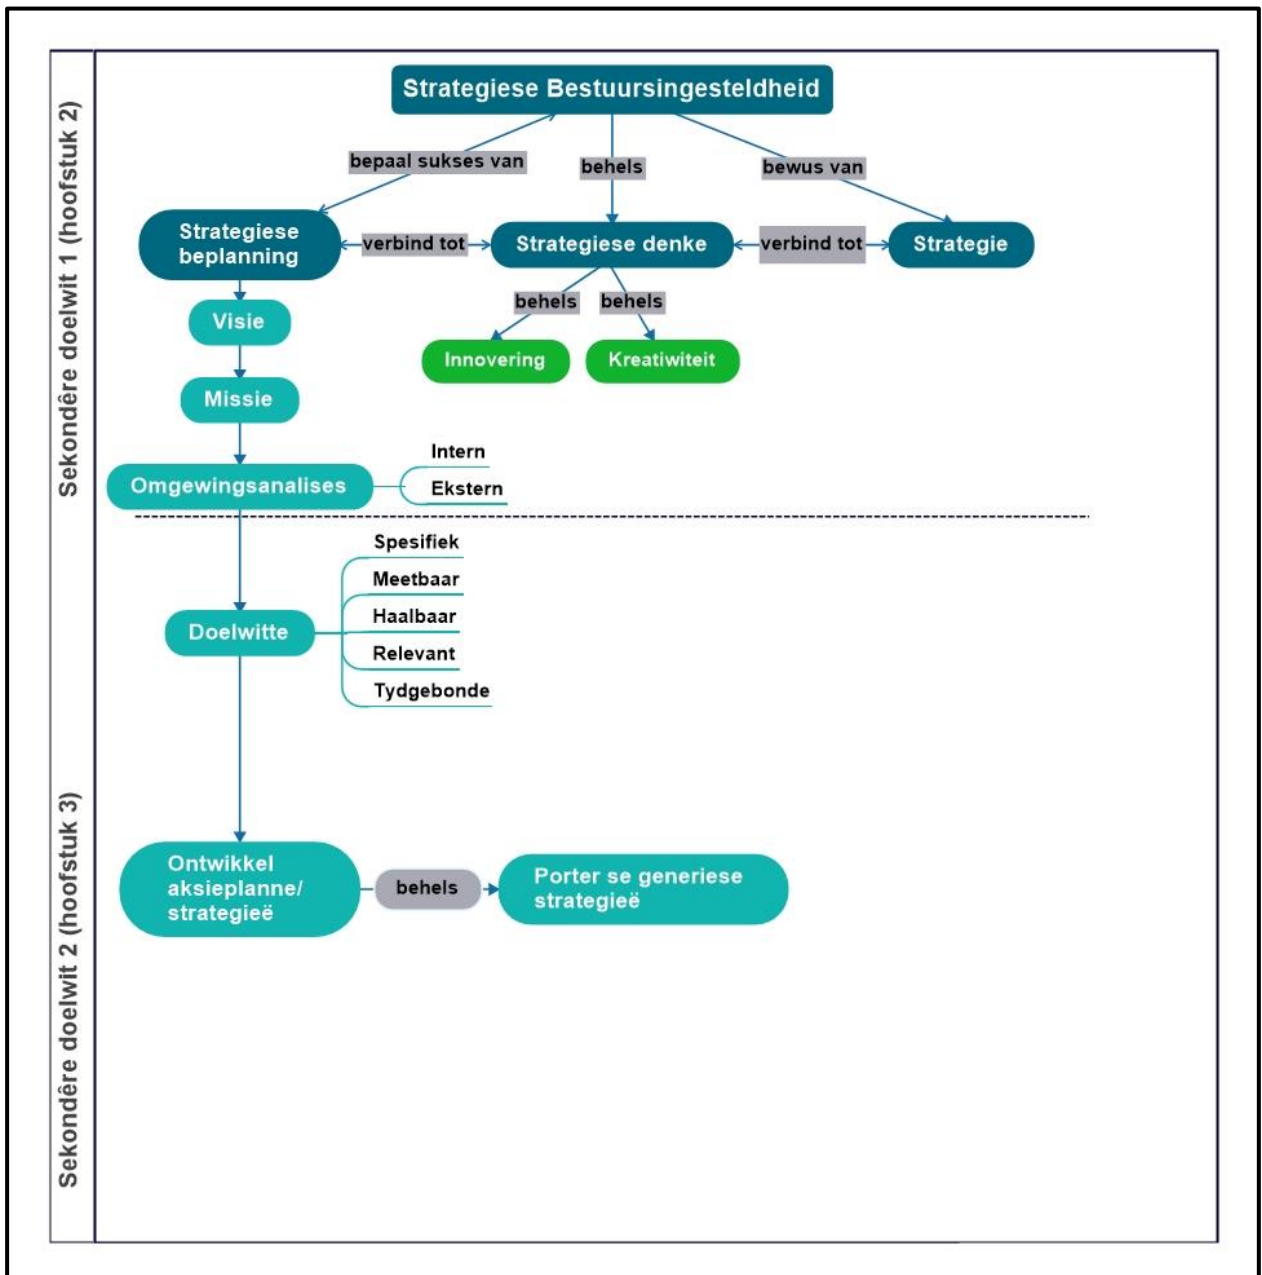 Sekondêre doelwit 1 (hoofstuk 2)
Strategiese Bestuursingesteldheid
bepaal sukses van
behels
bewus van
Strategiese
beplanning
verbind tot
Strategiese denke
verbind tot
Strategie
behels
behels
Visie
Innovering
Kreatiwiteit
Missie
Omgewingsanalises
Intern
Ekstern
Sekondêre doelwit 2 (hoofstuk 3)
Doelwitte
Spesifiek
Meetbaar
Haalbaar
Relevant
Tydgebonde
Ontwikkel
aksieplanne/
strategieë
behels
Porter se generiese
strategieë